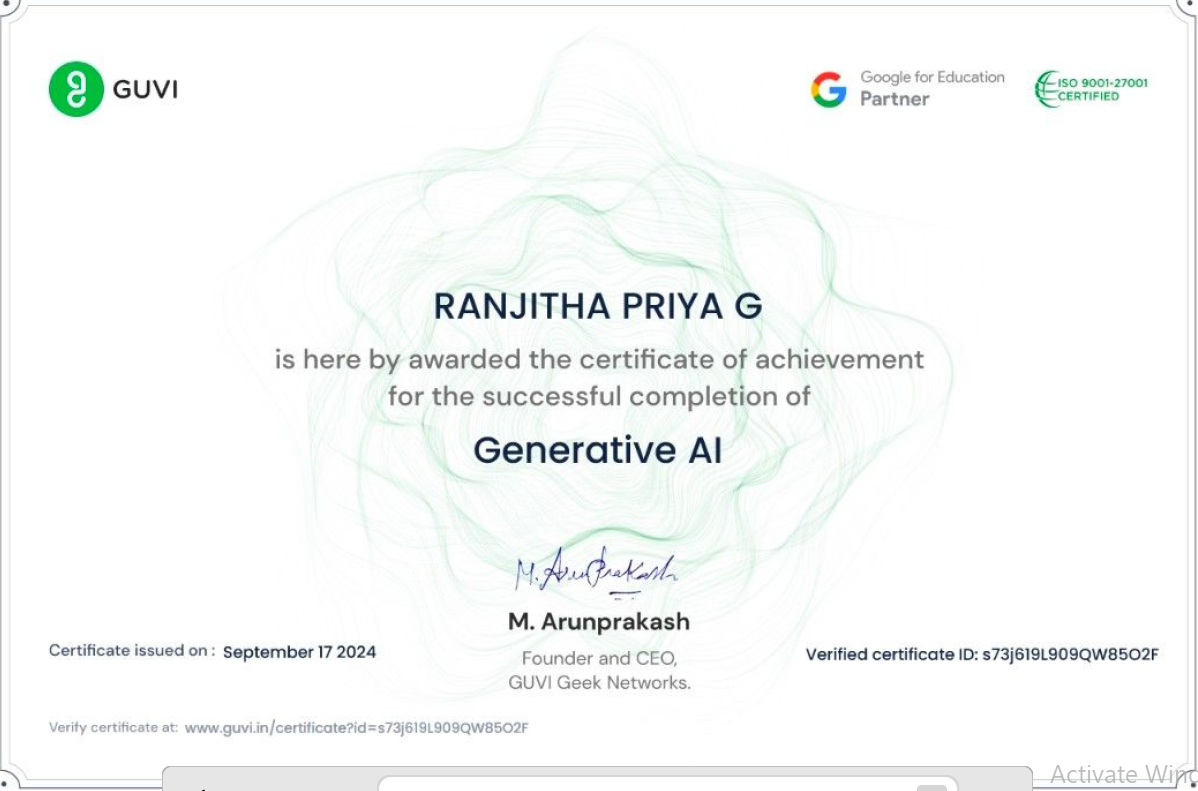 GUVI
Google for Education
Partner
ISO 9001-27001
CERTIFIED
RANJITHA PRIYA G
is here by awarded the certificate of achievement
for the successful completion of
Generative AI
M. Arunprakash
M. Arunprakash
Founder and CEO,
GUVI Geek Networks.
Certificate issued on : September 17 2024
Verified certificate ID: s73j619L909QW85O2F
Verify certificate at: www.guvi.in/certificate?id=s73j619L909QW85O2F
Activate Wind